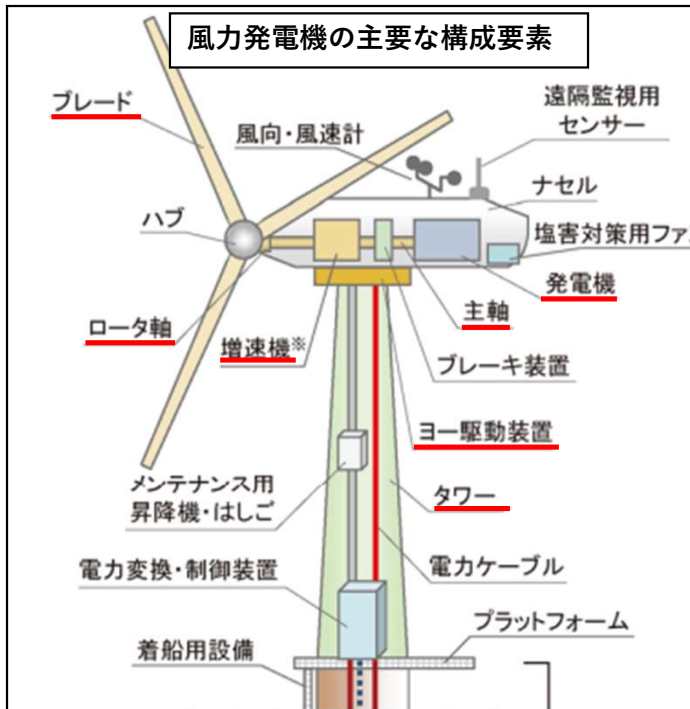 風力発電機の主要な構成要素
ブレード
風向・風速計
遠隔監視用
センサー
ハブ
ナセル
塩害対策用ファ
発電機
主軸
ロータ軸
増速機※
ブレーキ装置
ヨー駆動装置
メンテナンス用
昇降機・はしご
タワー
電力変換・制御装置
電力ケーブル
プラットフォーム
着船用設備